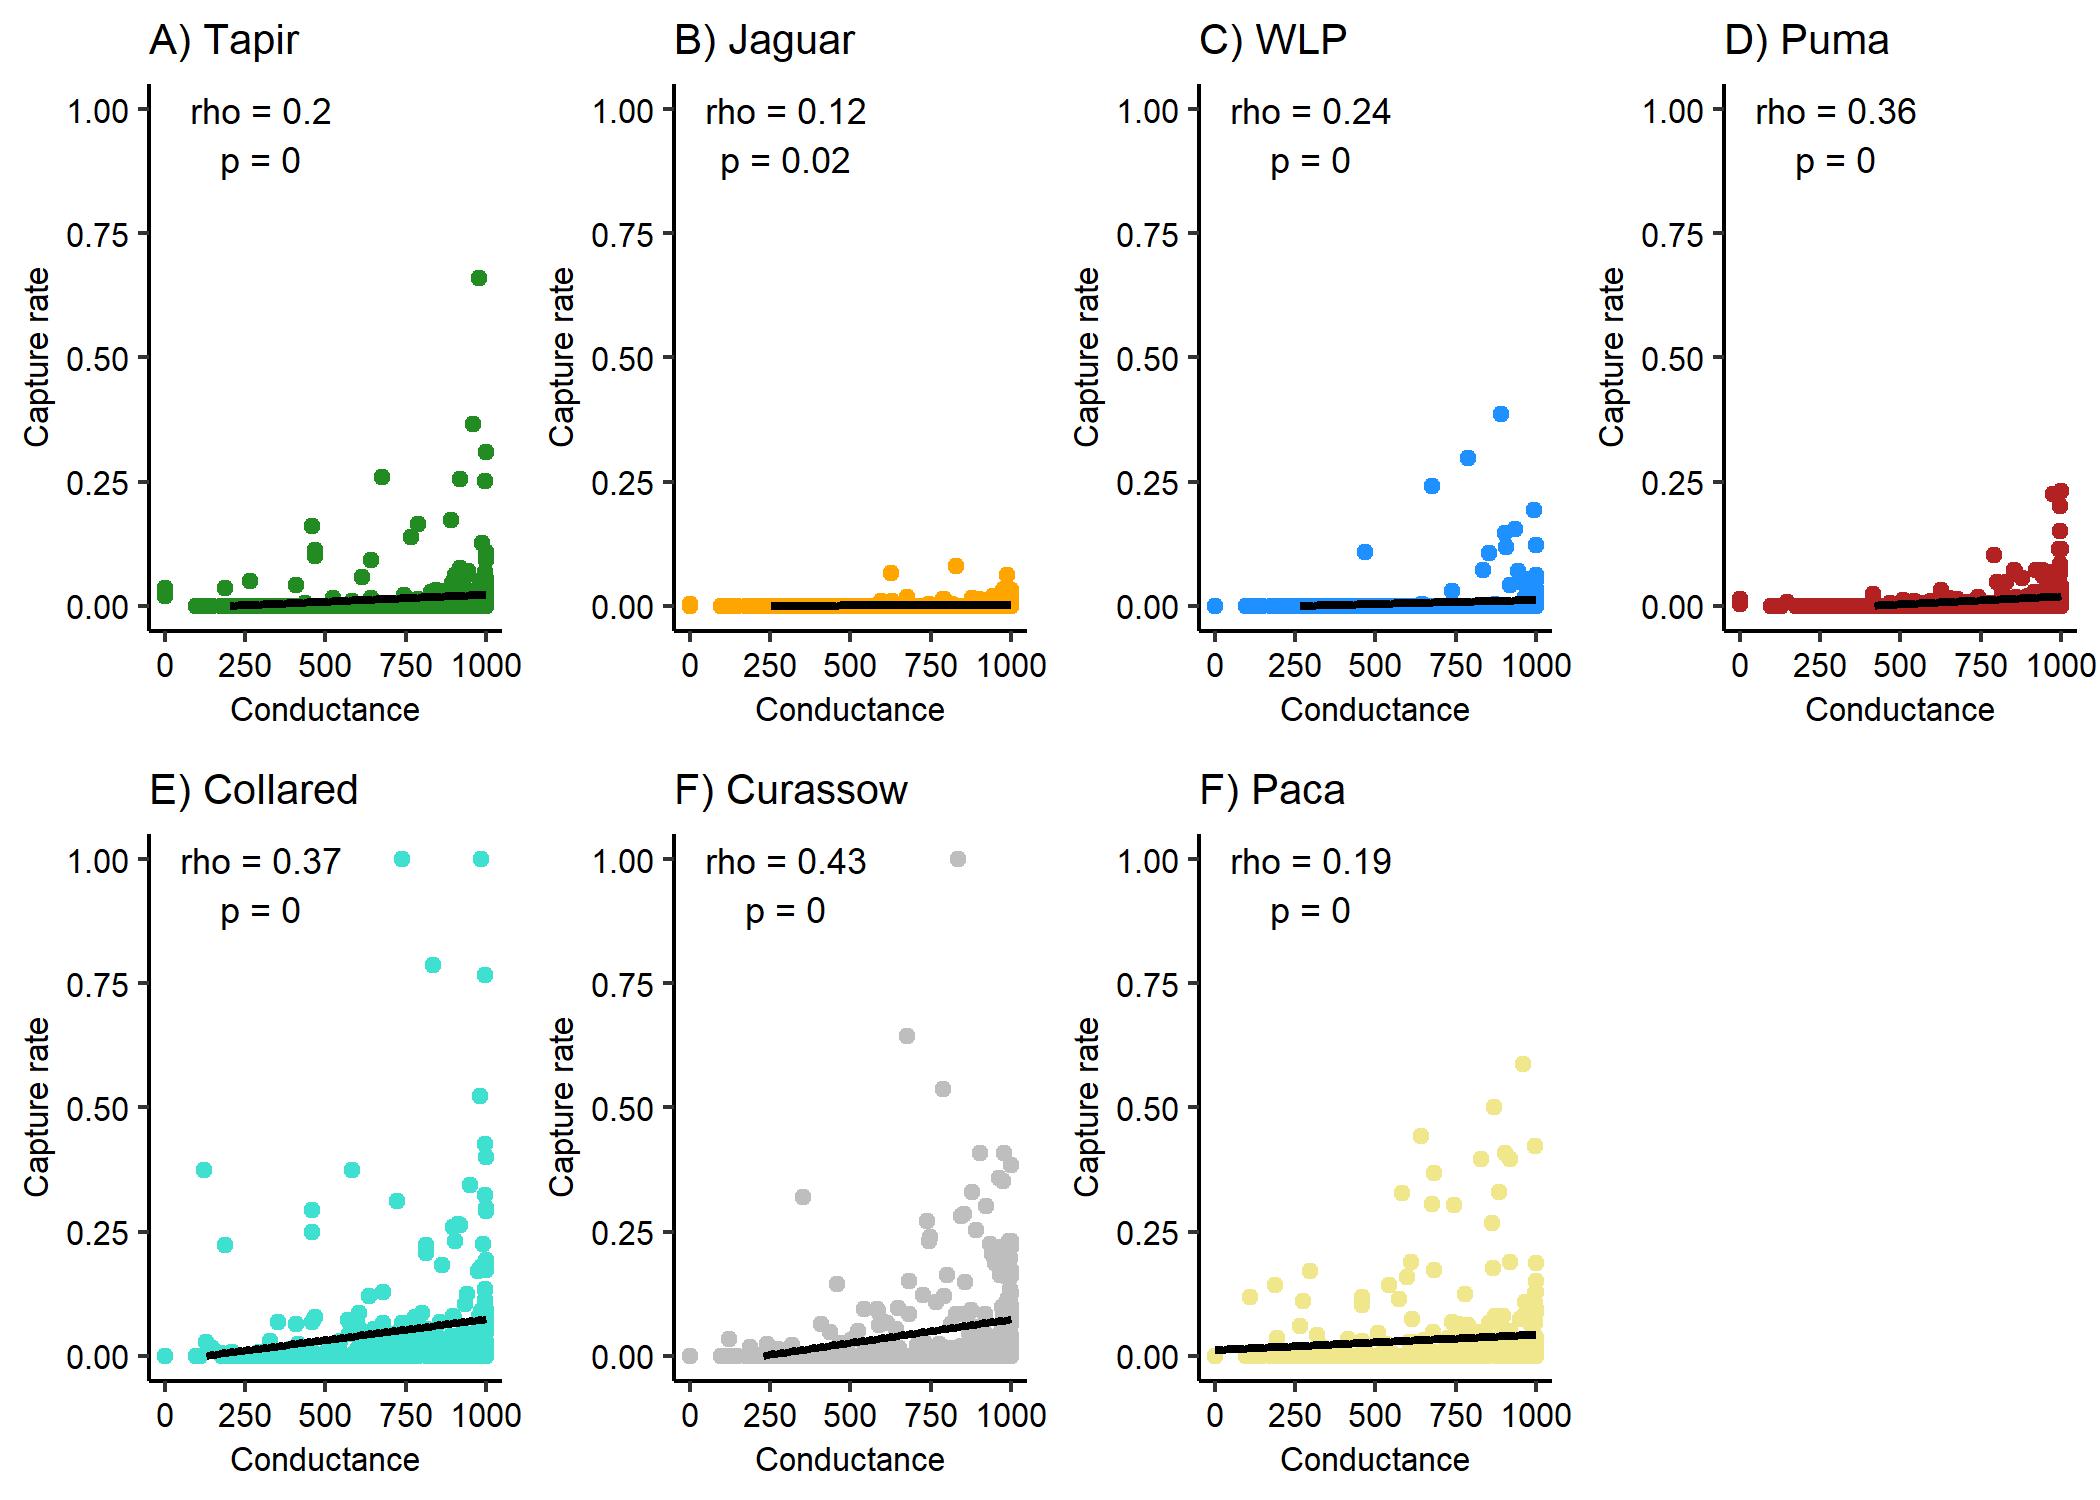 A) Tapir
rho = 0.2
p = 0
1.00
0.75
0.50
0.25
0.00
Capture rate
0 250 500 750 1000
Conductance
B) Jaguar
rho = 0.12
p = 0.02
1.00
0.75
0.50
0.25
0.00
Capture rate
0 250 500 750 1000
Conductance
C) WLP
rho = 0.24
p = 0
1.00
0.75
0.50
0.25
0.00
Capture rate
0 250 500 750 1000
Conductance
D) Puma
rho = 0.36
p = 0
1.00
0.75
0.50
0.25
0.00
Capture rate
0 250 500 750 1000
Conductance
E) Collared
rho = 0.37
p = 0
1.00
0.75
0.50
0.25
0.00
Capture rate
0 250 500 750 1000
Conductance
F) Curassow
rho = 0.43
p = 0
1.00
0.75
0.50
0.25
0.00
Capture rate
0 250 500 750 1000
Conductance
F) Paca
rho = 0.19
p = 0
1.00
0.75
0.50
0.25
0.00
Capture rate
0 250 500 750 1000
Conductance